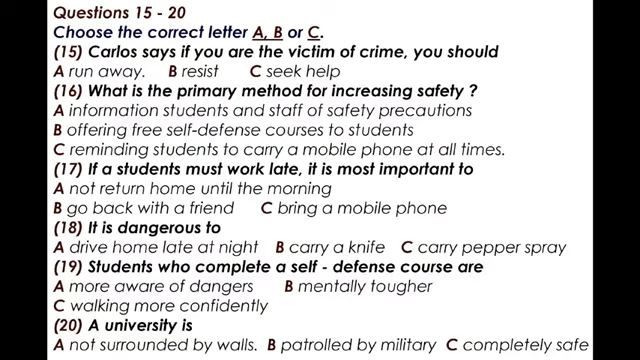 Questions 15 - 20
Choose the correct letter A, B or C.
(15) Carlos says if you are the victim of crime, you should
A run away. B resist C seek help
(16) What is the primary method for increasing safety ?
A information students and staff of safety precautions
B offering free self-defense courses to students
C reminding students to carry a mobile phone at all times.
(17) If a students must work late, it is most important to
A not return home until the morning
B go back with a friend C bring a mobile phone
(18) It is dangerous to
A drive home late at night B carry a knife C carry pepper spray
(19) Students who complete a self - defense course are
A more aware of dangers B mentally tougher
C walking more confidently
(20) A university is
A not surrounded by walls. B patrolled by military C completely safe